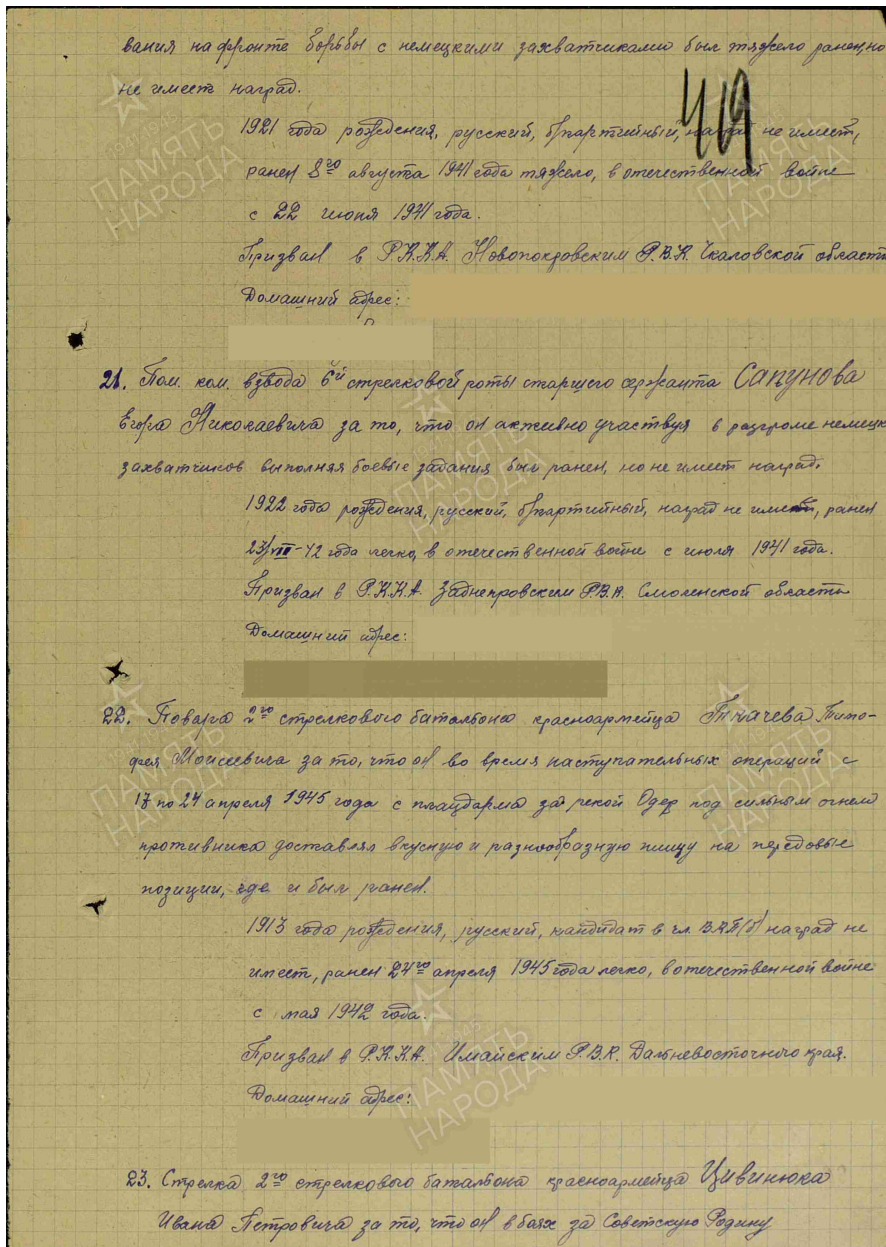 вания на фронте борьбы с немецкими захватчиками был тяжело ранен, но
не имеет наград.
419
1921 года рождения, русский, б/партийный, наград не имеет,
ранен 8го августа 1941 года тяжело, в отечественной войне
с 22 июня 1941 года.
Призван в Р.К.К.А. Новопокровским Р.В.К. Чкаловской области
Домашний адрес:
21. Пом. ком. взвода 6й стрелковой роты старшего сержанта Сапунова
Егора Николаевича за то, что он активно участвуя в разгроме немецк
захватчиков выполняя боевые задания был ранен, но не имеет наград.
1922 года рождения, русский, б/партийный, наград не имеет, ранен
23/VIII-42 года легко, в отечественной войне с июля 1941 года.
Призван в Р.К.К.А. Заднепровским Р.В.К. Смоленской области
Домашний адрес:
22. Повара 2го стрелкового батальона красноармейца Ткачева Тимо-
фея Моисеевича за то, что он во время наступательных операций с
17 по 24 апреля 1945 года с плацдарма за рекой Одер под сильным огнем
противника доставлял вкусную и разнообразную пищу на передовые
позиции, где и был ранен.
1913 года рождения, русский, кандидат в чл. ВКП(б) наград не
имеет, ранен 24го апреля 1945 года легко, в отечественной войне
с мая 1942 года.
Призван в Р.К.К.А. Р.В.К. Дальневосточного края.
Домашний адрес:
23. Стрелка 2го стрелкового батальона красноармейца Цивинюка
Ивана Петровича за то, что он в боях за Советскую Родину
ПАМЯТЬ
НАРОДА